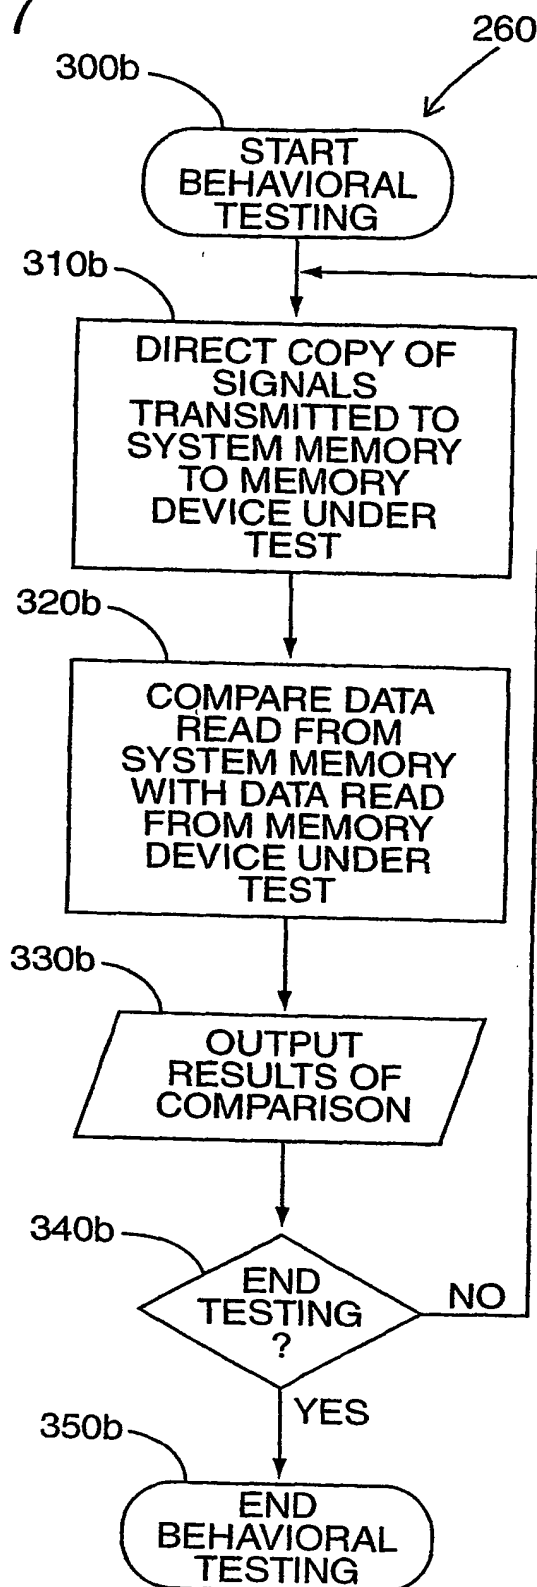 7
260
300b
START
BEHAVIORAL
TESTING
310b
DIRECT COPY OF
SIGNALS
TRANSMITTED TO
SYSTEM MEMORY
TO MEMORY
DEVICE UNDER
TEST
320b
COMPARE DATA
READ FROM
SYSTEM MEMORY
WITH DATA READ
FROM MEMORY
DEVICE UNDER
TEST
330b
OUTPUT
RESULTS OF
COMPARISON
340b
END
TESTING
?
NO
YES
350b
END
BEHAVIORAL
TESTING